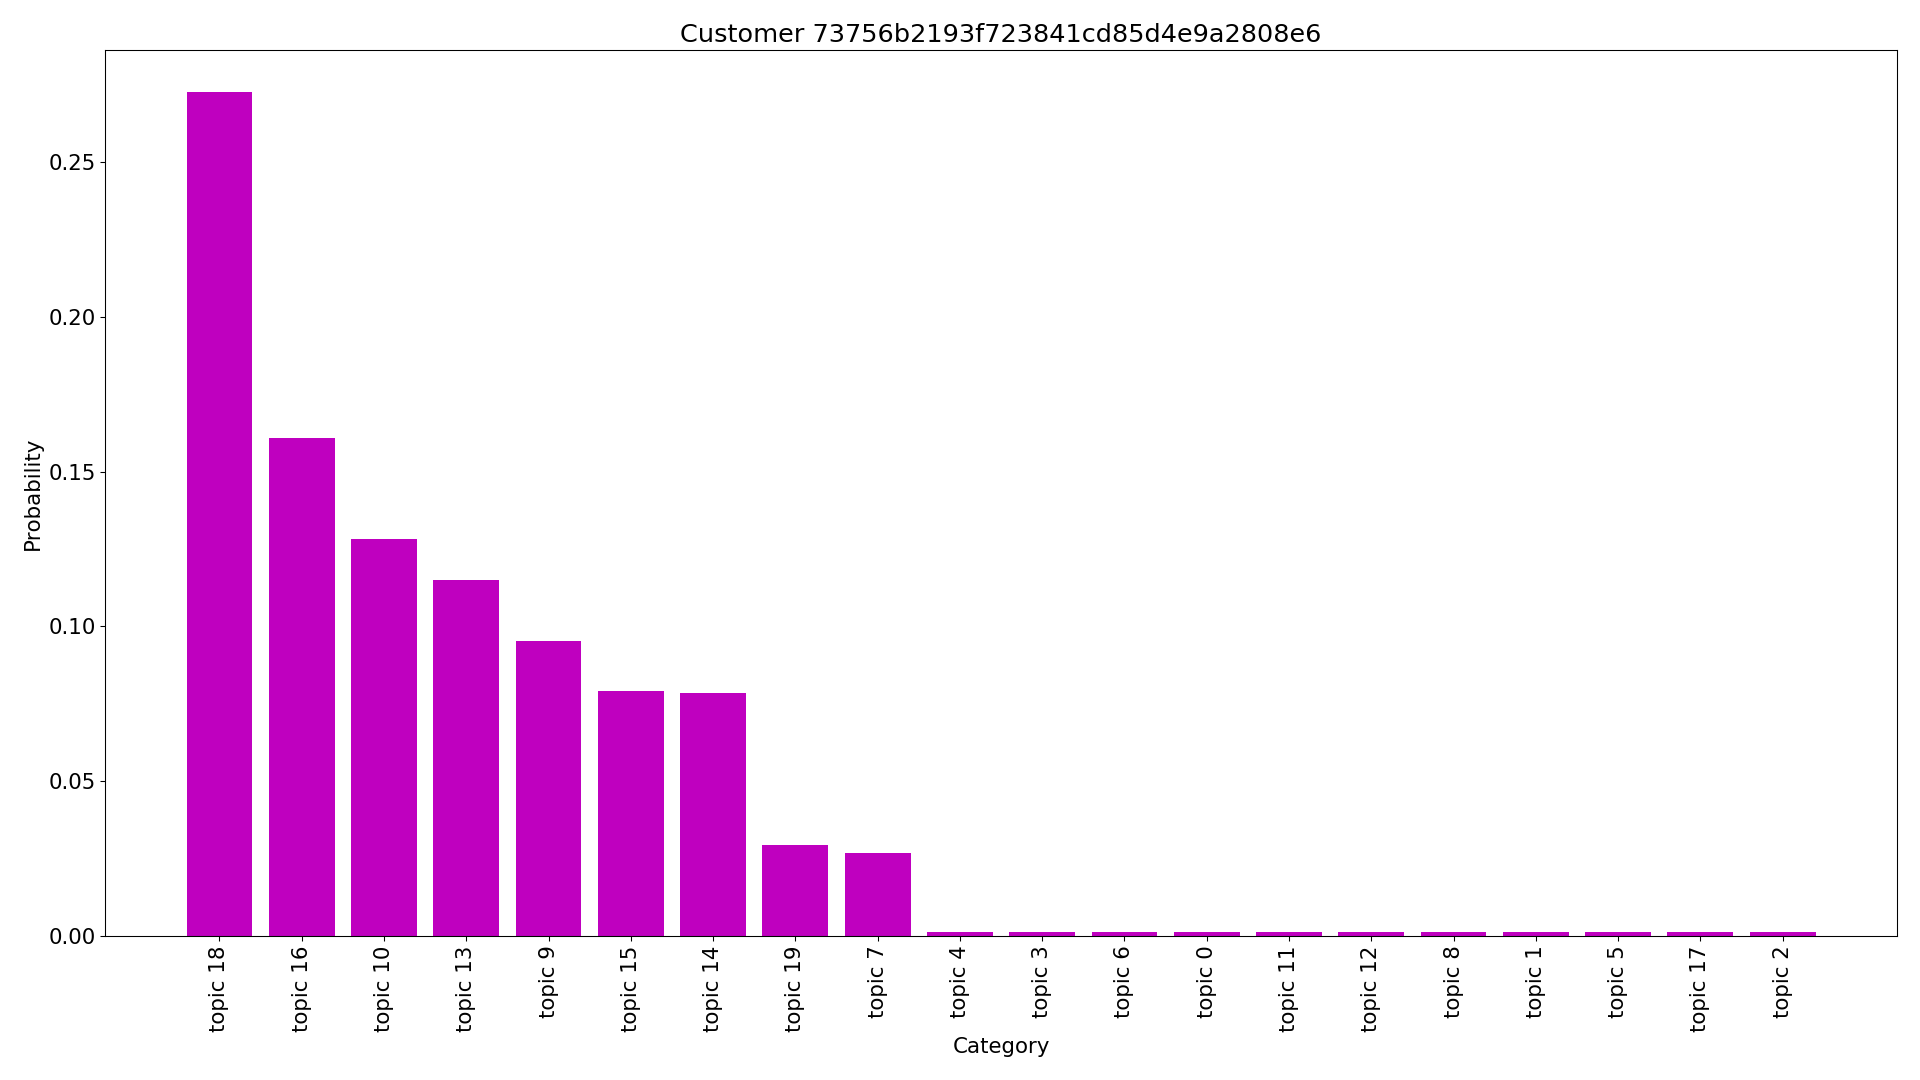 Customer 73756b2193f723841cd85d4e9a2808e6
Probability
0.25
0.20
0.15
0.10
0.05
0.00
topic 18
topic 16
topic 10
topic 13
topic 9
topic 15
topic 14
topic 19
topic 7
topic 4
topic 3
topic 6
topic 0
topic 11
topic 12
topic 8
topic 1
topic 5
topic 17
topic 2
Category